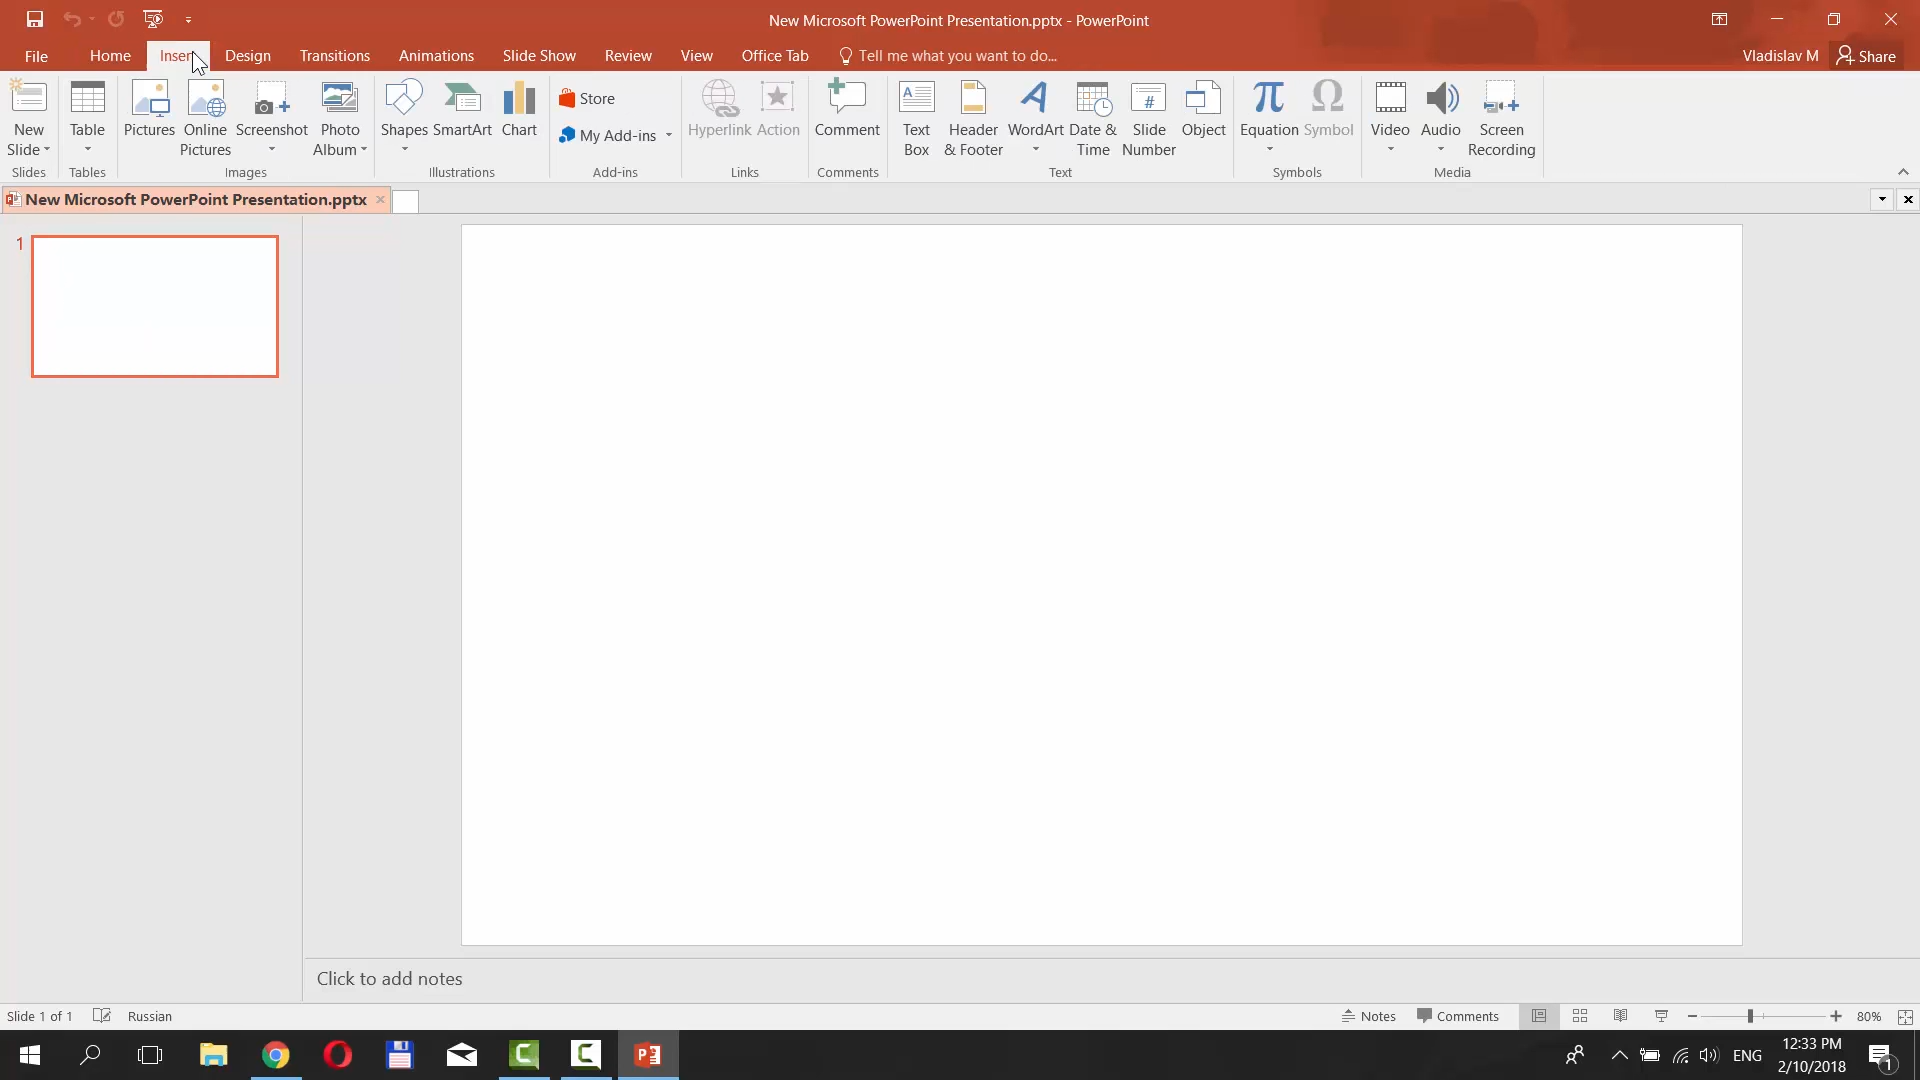 New Microsoft PowerPoint Presentation.pptx - PowerPoint
File Home Design Transitions Animations Slide Show Review View Office Tab Tell me what you want to do... Vladislav M Share
New Slide
Table
Pictures
Online Pictures
Screenshot
Photo Album
Shapes
SmartArt
Chart
Store
My Add-ins
Hyperlink
Action
Comment
Text Box
Header & Footer
WordArt
Date & Time
Slide Number
Object
Equation
Symbol
Video
Audio
Screen Recording
Slides Tables Images Illustrations Add-ins Links Comments Text Symbols Media
New Microsoft PowerPoint Presentation.pptx
1
Click to add notes
Slide 1 of 1 Russian Notes Comments 80%
ENG
12:33 PM
2/10/2018
1